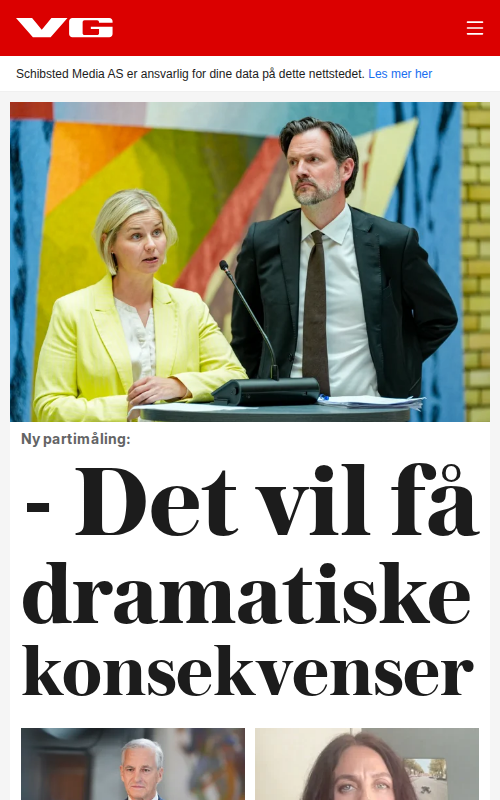 VG
Schibsted Media AS er ansvarlig for dine data på dette nettstedet. Les mer her
Ny partimåling:
- Det vil få
dramatiske
konsekvenser